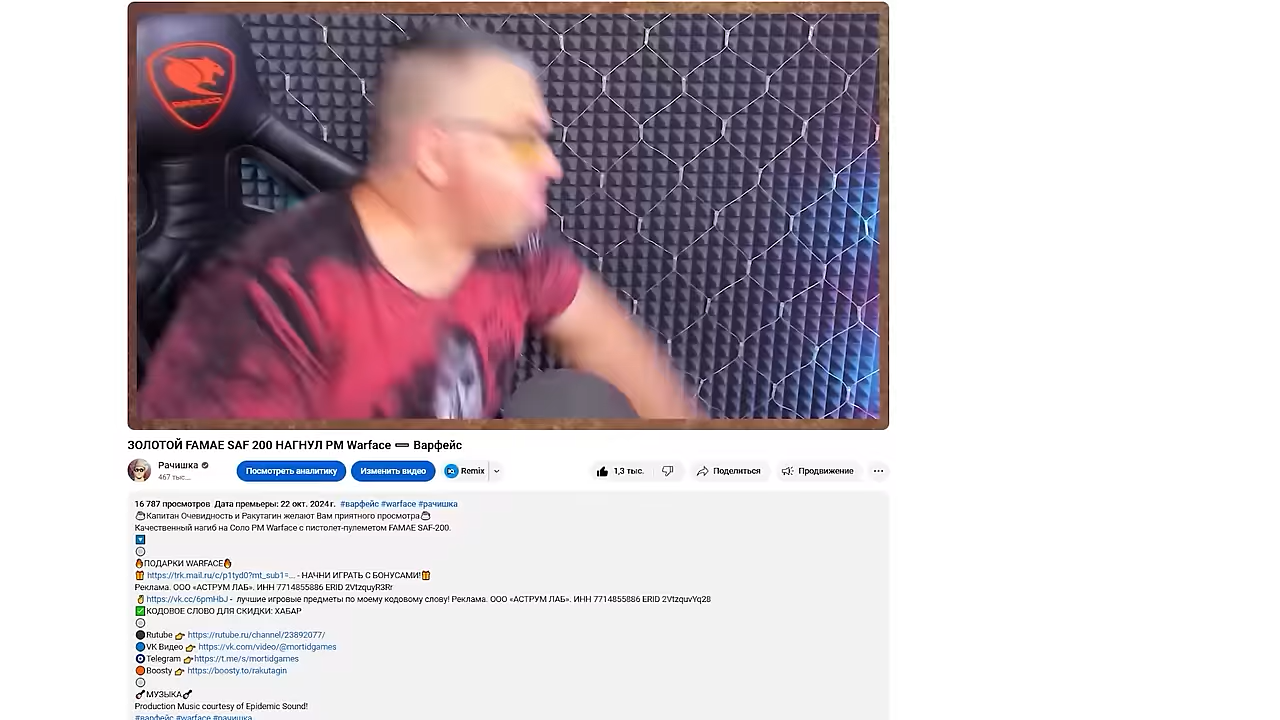 ЗОЛОТОЙ FAMAE SAF 200 НАГНУЛ РМ Warface ➖ Варфейс
Рачишка
467 тыс...
Посмотреть аналитику
Изменить видео
Remix
1,3 тыс.
Поделиться
Продвижение
16 787 просмотров Дата премьеры: 22 окт. 2024 г. #варфейс #warface #рачишка
Капитан Очевидность и Ракутагин желают Вам приятного просмотра
Качественный нагиб на Соло РМ Warface с пистолет-пулеметом FAMAE SAF-200.
🔥ПОДАРКИ WARFACE🔥
🎁 https://trk.mail.ru/c/p1tyd0?mt_sub1=... - НАЧНИ ИГРАТЬ С БОНУСАМИ!🎁
Реклама. ООО «АСТРУМ ЛАБ». ИНН 7714855886 ERID 2VtzquyR3Rr
https://vk.cc/6pmHbJ - лучшие игровые предметы по моему кодовому слову! Реклама. ООО «АСТРУМ ЛАБ». ИНН 7714855886 ERID 2VtzquvYq28
✅КОДОВОЕ СЛОВО ДЛЯ СКИДКИ: ХАБАР
Rutube 👉 https://rutube.ru/channel/23892077/
VK Видео 👉 https://vk.com/video/@mortidgames
Telegram 👉https://t.me/s/mortidgames
Boosty 👉 https://boosty.to/rakutagin
🎸МУЗЫКА🎸
Production Music courtesy of Epidemic Sound!
#варфейс #warface #рачишка